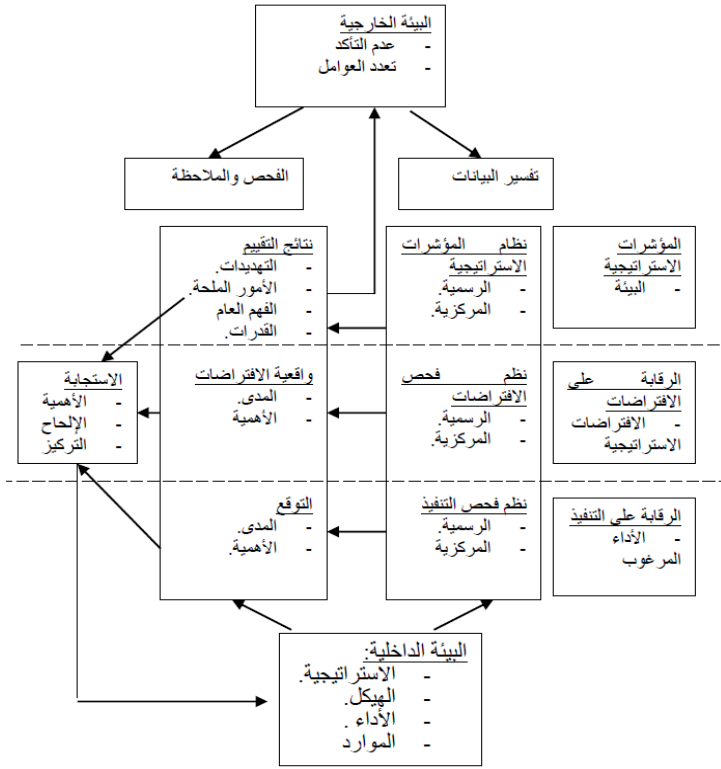 البيئة الخارجية
- عدم التأكد
- تعدد العوامل
تفسير البيانات
الفحص والملاحظة
المؤشرات
الاستراتيجية
- البيئة
نظام المؤشرات
الاستراتيجية
- الرسمية.
- المركزية.
نتائج التقييم
- التهديدات.
- الأمور الملحة.
- الفهم العام
- القدرات.
الرقابة على
الافتراضات
- الافتراضات
الاستراتيجية
نظم فحص
الافتراضات
- الرسمية.
- المركزية.
واقعية الافتراضات
- المدى.
- الأهمية
الاستجابة
- الأهمية
- الإلحاح
- التركيز
الرقابة على التنفيذ
- الأداء
المرغوب
نظم فحص التنفيذ
- الرسمية.
- المركزية
التوقع
- المدى.
- الأهمية.
البيئة الداخلية:
- الاستراتيجية.
- الهيكل.
- الأداء .
- الموارد